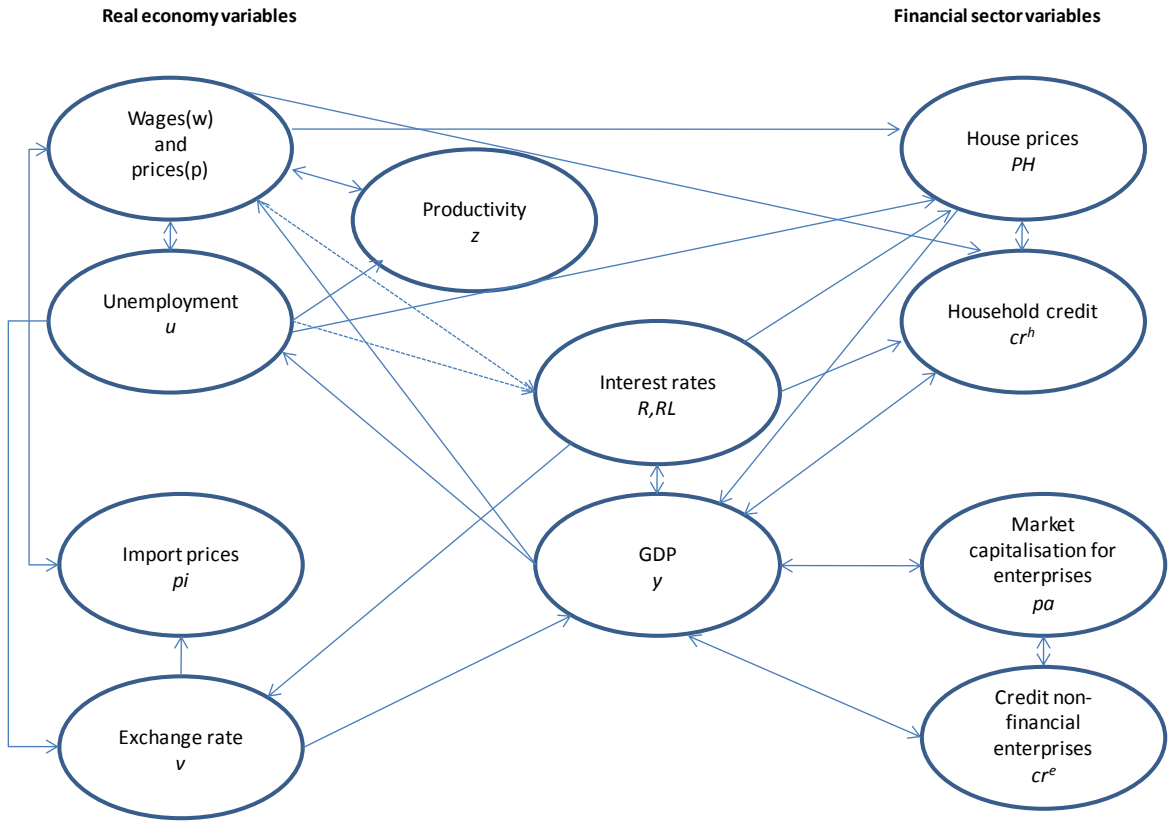 Real economy variables
Financial sector variables
Wages(w)
and
prices(p)
House prices
PH
Productivity
z
Unemployment
u
Household credit
cr^h
Interest rates
R,RL
Import prices
pi
GDP
y
Market
capitalisation for
enterprises
pa
Exchange rate
v
Credit non-
financial
enterprises
cr^e